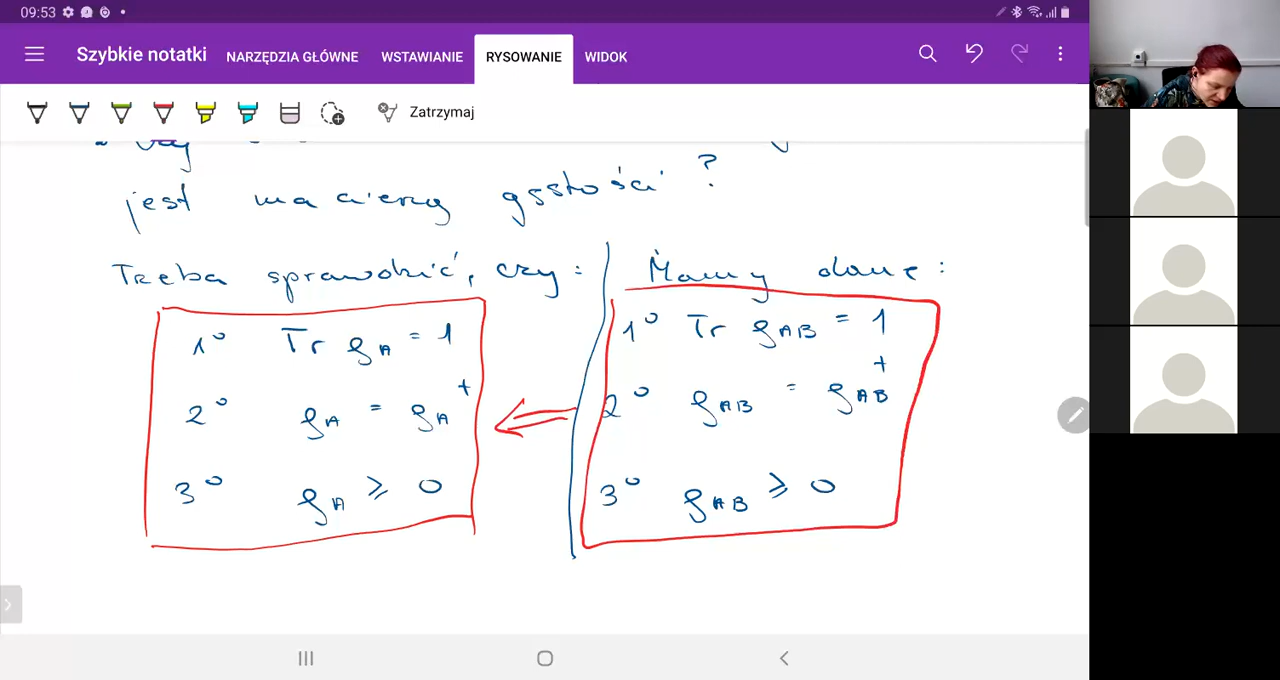 09:53
Szybkie notatki NARZĘDZIA GŁÓWNE WSTAWIANIE RYSOWANIE WIDOK
Zatrzymaj
jest macierzą gęstości ?
Trzeba sprawdzić, czy :
1° Tr ρA = 1
2° ρA = ρA+
3° ρA ⩾ 0
Mamy dane :
1° Tr ρAB = 1
2° ρAB = ρAB+
3° ρAB ⩾ 0